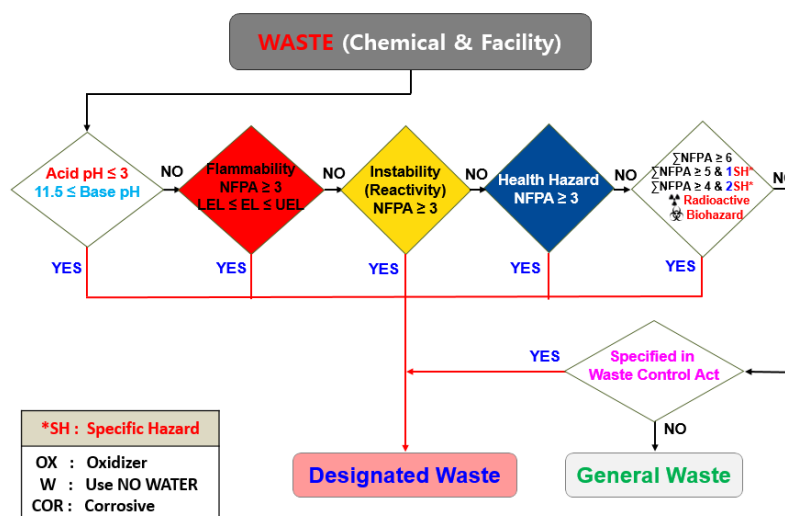 WASTE (Chemical & Facility)
Acid pH ≤ 3
11.5 ≤ Base pH
NO
Flammability
NFPA ≥ 3
LEL ≤ EL ≤ UEL
NO
Instability
(Reactivity)
NFPA ≥ 3
NO
Health Hazard
NFPA ≥ 3
NO
∑NFPA ≥ 6
∑NFPA ≥ 5 & 1SH*
∑NFPA ≥ 4 & 2SH*
Radioactive
Biohazard
YES
YES
YES
YES
YES
YES
Specified in
Waste Control Act
NO
*SH : Specific Hazard
OX : Oxidizer
W : Use NO WATER
COR : Corrosive
Designated Waste
General Waste